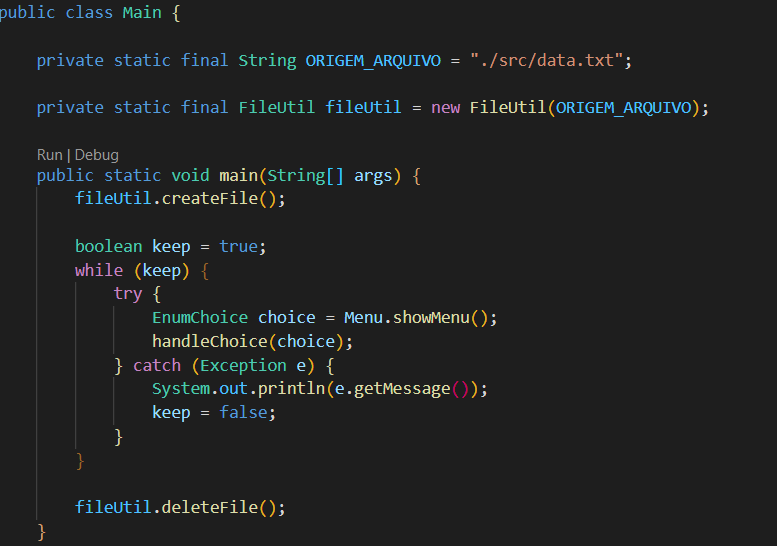 public class Main {
private static final String ORIGEM_ARQUIVO = "./src/data.txt";
private static final FileUtil fileUtil = new FileUtil(ORIGEM_ARQUIVO);
Run | Debug
public static void main(String[] args) {
fileUtil.createFile();
boolean keep = true;
while (keep) {
try {
EnumChoice choice = Menu.showMenu();
handleChoice(choice);
} catch (Exception e) {
System.out.println(e.getMessage());
keep = false;
}
}
fileUtil.deleteFile();
}